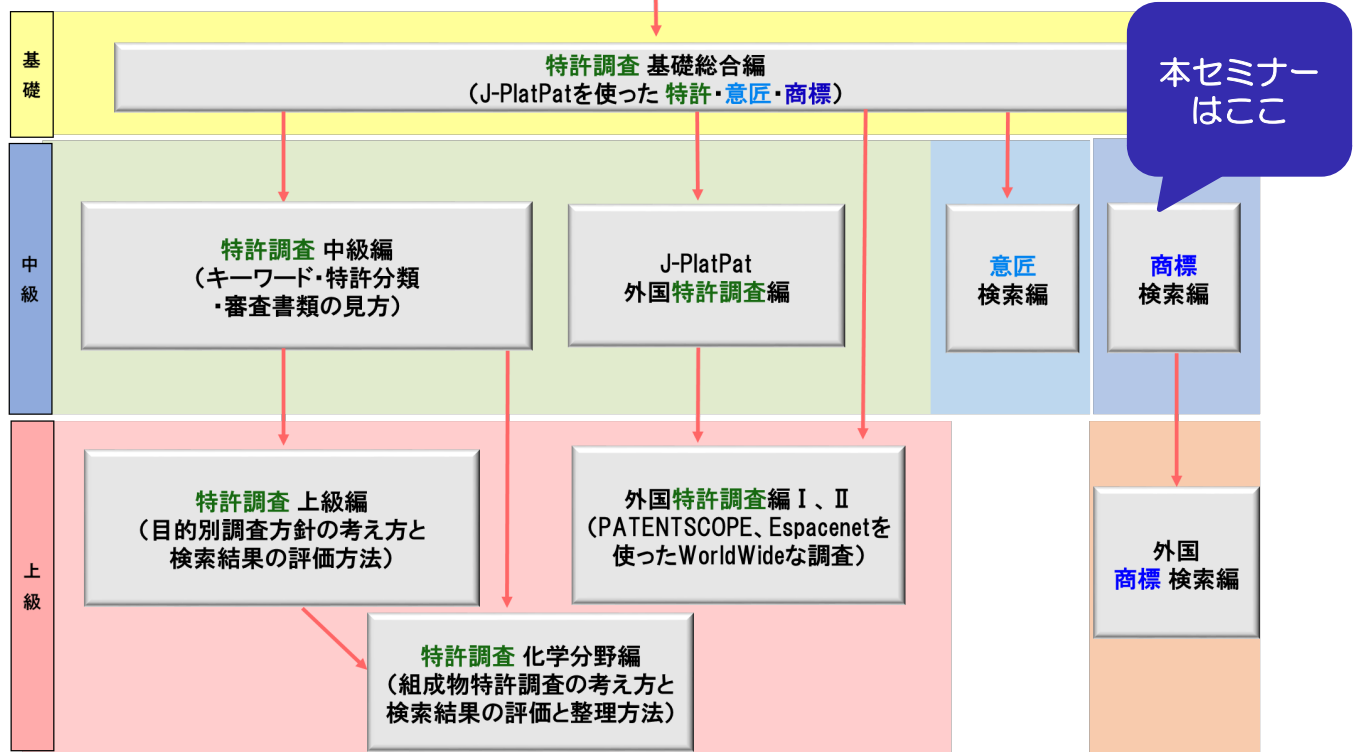 基
礎
特許調査 基礎総合編
（J-PlatPatを使った 特許・意匠・商標）
本セミナー
はここ
中
級
特許調査 中級編
（キーワード・特許分類
・審査書類の見方）
J-PlatPat
外国特許調査編
意匠
検索編
商標
検索編
上
級
特許調査 上級編
（目的別調査方針の考え方と
検索結果の評価方法）
外国特許調査編Ⅰ、Ⅱ
（PATENTSCOPE、Espacenetを
使ったWorldWideな調査）
外国
商標 検索編
特許調査 化学分野編
（組成物特許調査の考え方と
検索結果の評価と整理方法）